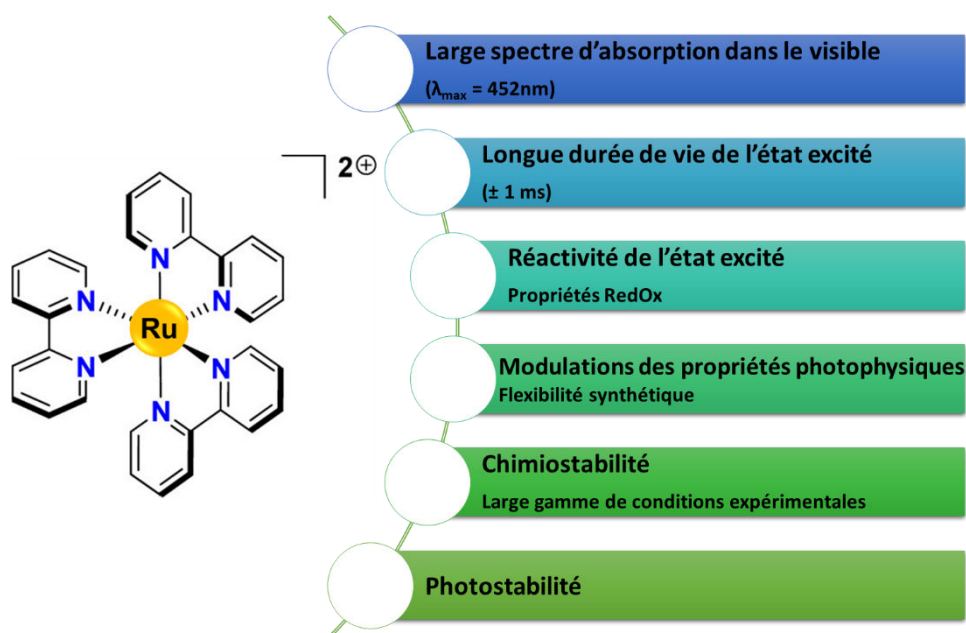 Large spectre d’absorption dans le visible
(λmax = 452nm)
2⊕
Longue durée de vie de l’état excité
(± 1 ms)
N
N
N
Ru
N
N
N
Réactivité de l’état excité
Propriétés RedOx
Modulations des propriétés photophysiques
Flexibilité synthétique
Chimiostabilité
Large gamme de conditions expérimentales
Photostabilité